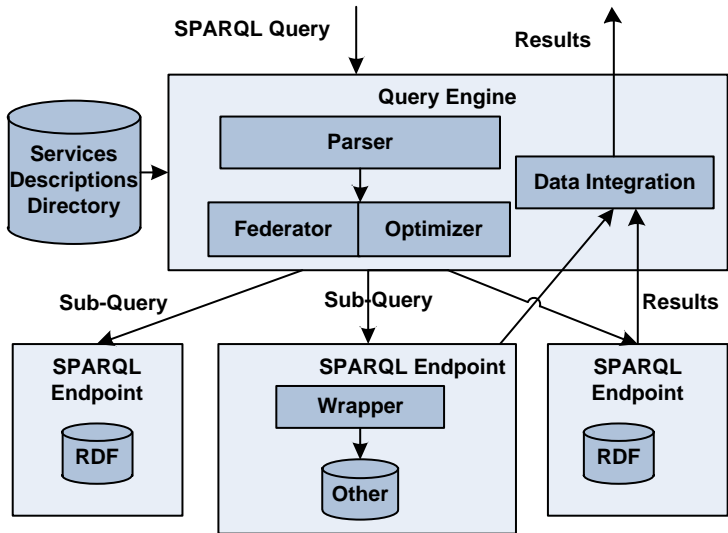 SPARQL Query
Results
Query Engine
Parser
Services
Descriptions
Directory
Data Integration
Federator
Optimizer
Sub-Query
Sub-Query
Results
SPARQL
Endpoint
RDF
SPARQL Endpoint
Wrapper
Other
SPARQL
Endpoint
RDF